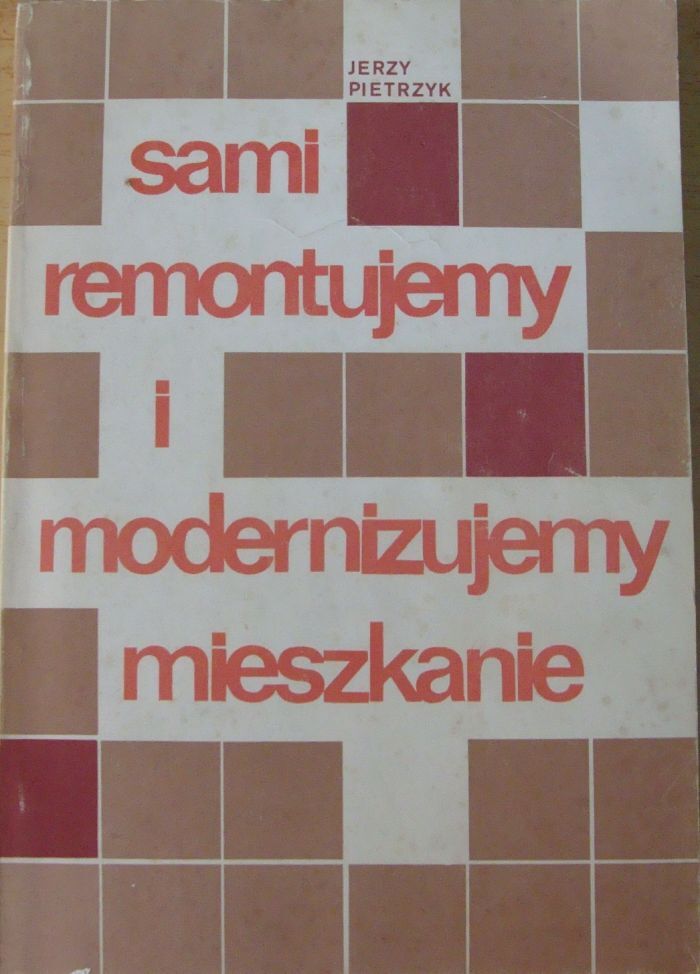 JERZY
PIETRZYK
sami
remontujemy
i
modernizujemy
mieszkanie